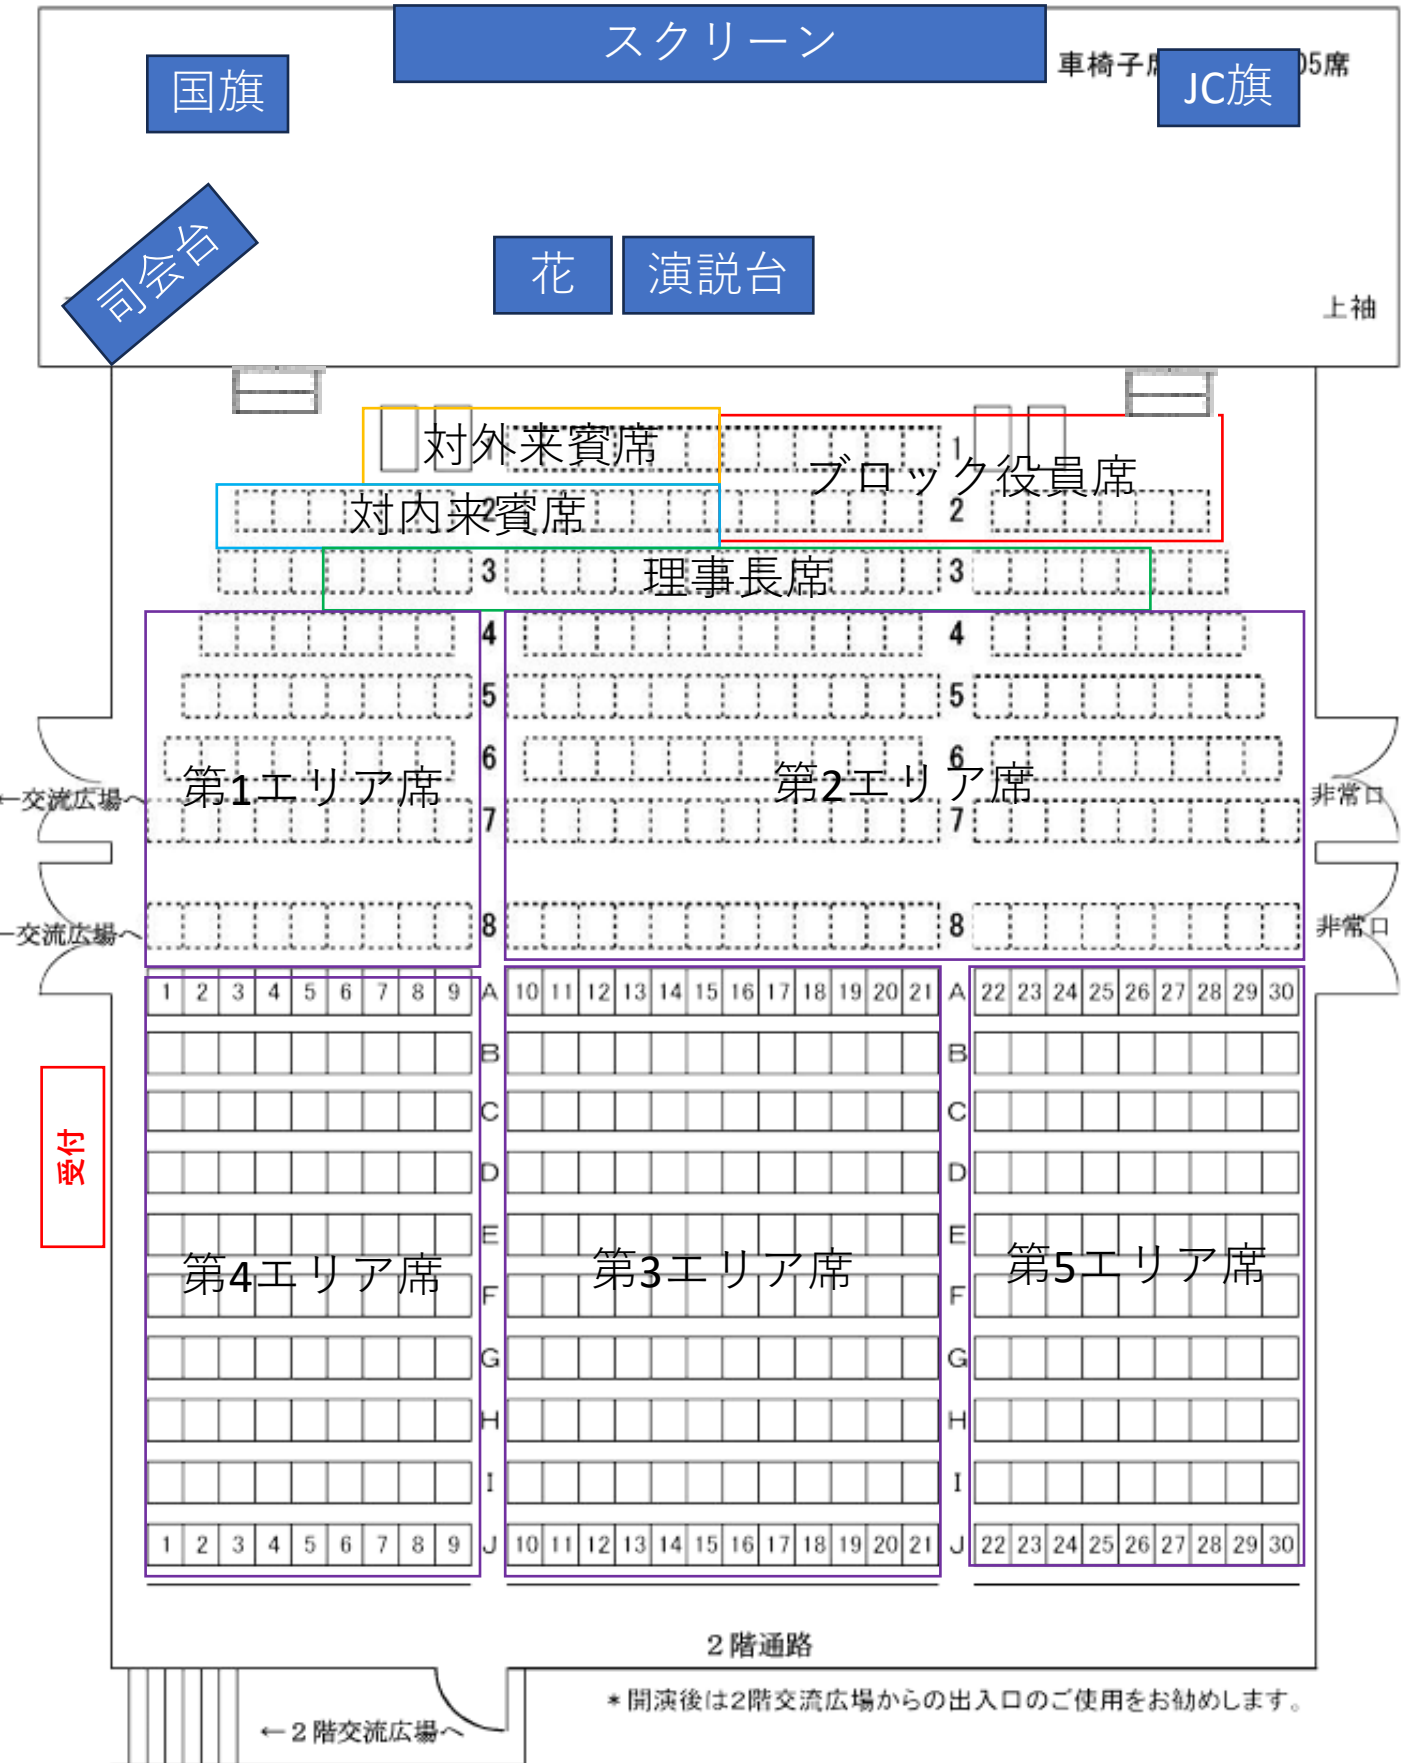 スクリーン
国旗
車椅子
05席
JC旗
司会台
花
演説台
上袖
対外来賓席
1
1
ブロック役員席
対内来賓席
2
2
3
理事長席
3
4
4
5
5
6
6
第1エリア席
第2エリア席
←交流広場へ
非常口
7
7
交流広場へ
8
8
非常口
1 2 3 4 5 6 7 8 9 A 10 11 12 13 14 15 16 17 18 19 20 21 A 22 23 24 25 26 27 28 29 30
B B
C C
受付
D D
E E
第4エリア席
第3エリア席
第5エリア席
F F
G G
H H
I I
1 2 3 4 5 6 7 8 9 J 10 11 12 13 14 15 16 17 18 19 20 21 J 22 23 24 25 26 27 28 29 30
2階通路
*開演後は2階交流広場からの出入口のご使用をお勧めします。
←2階交流広場へ